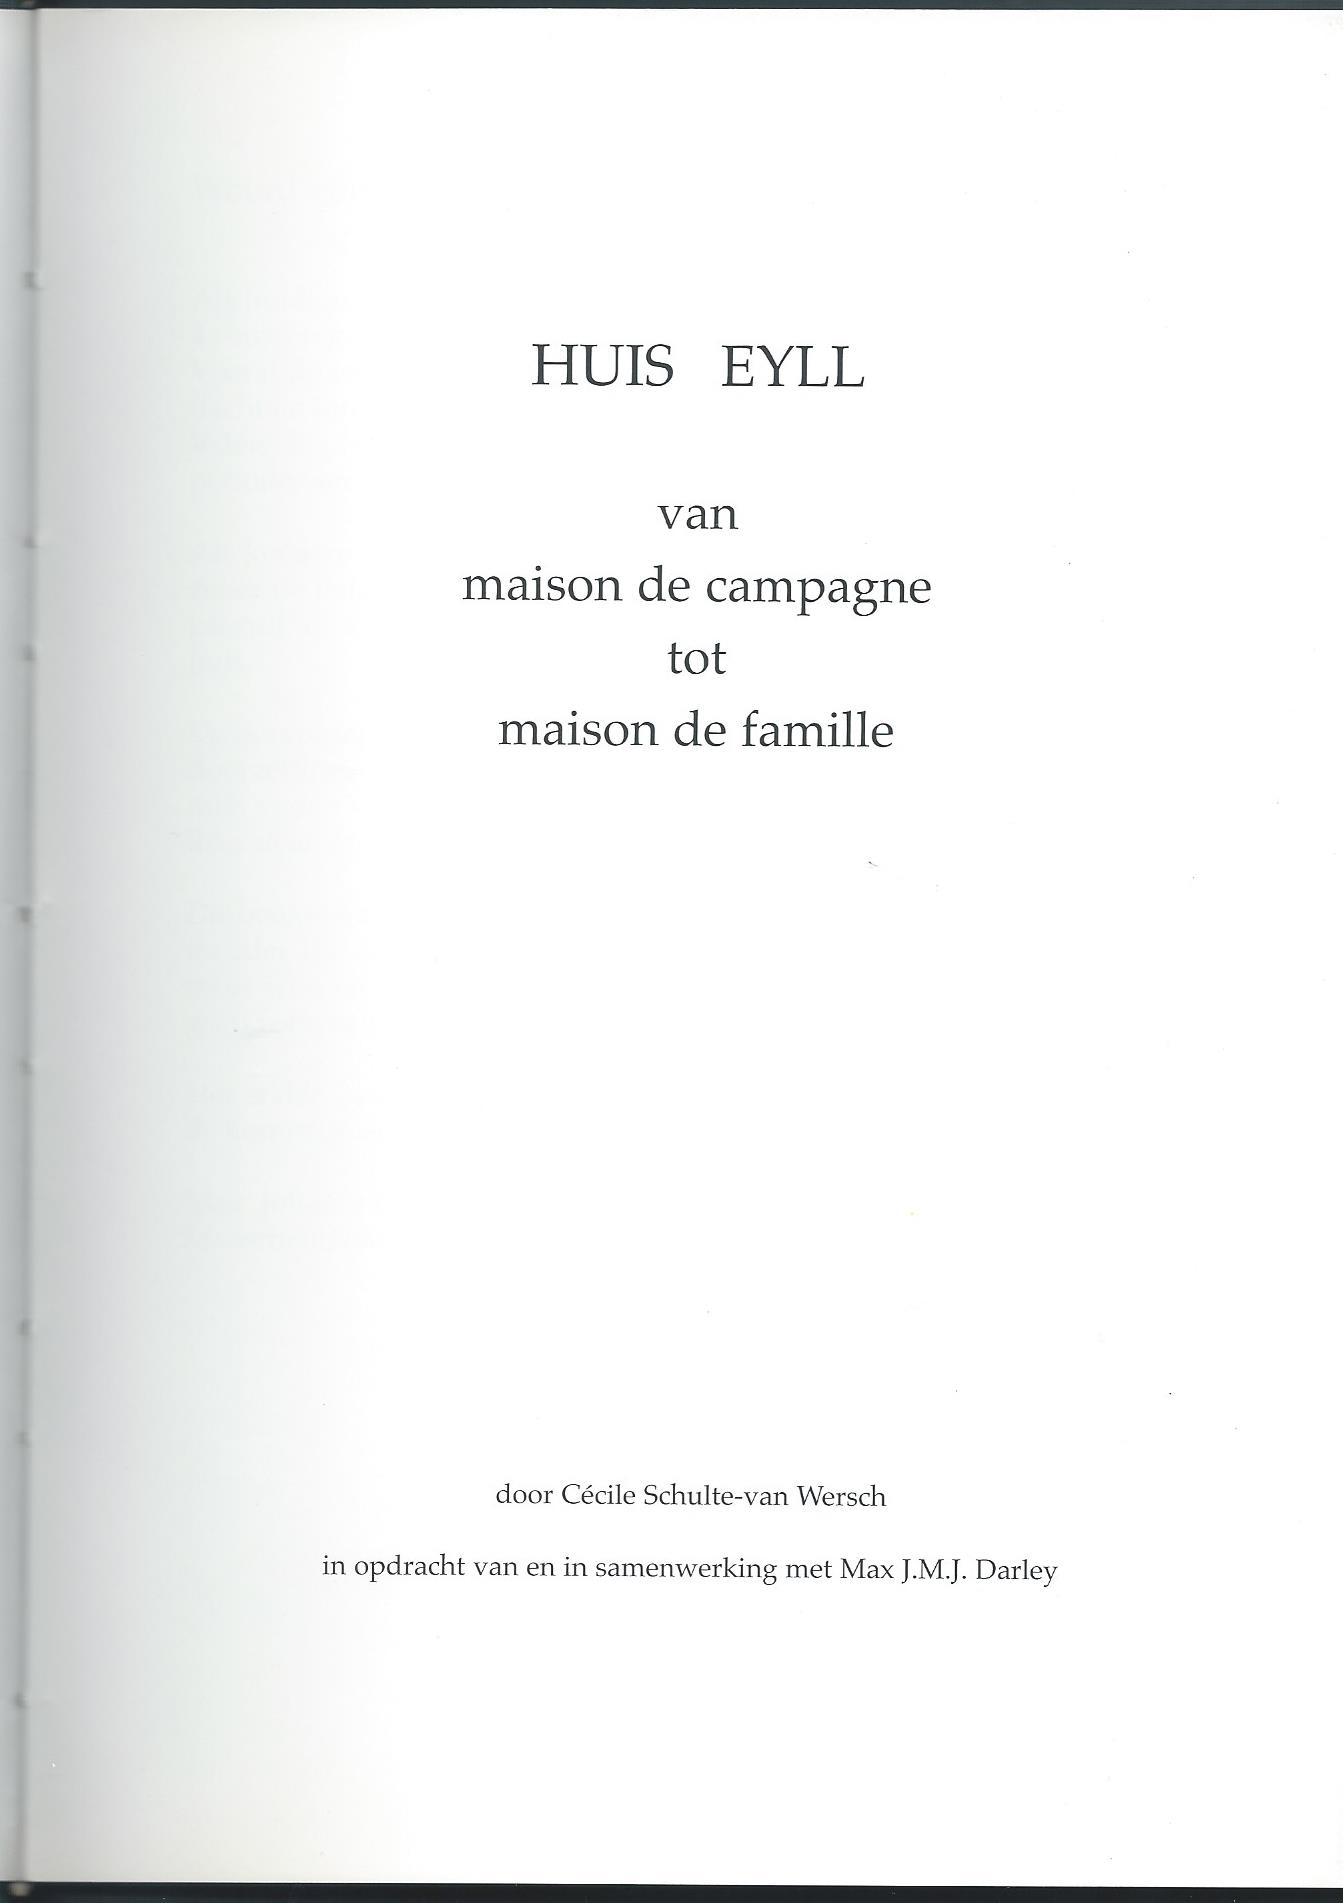 HUIS EYLL
van
maison de campagne
tot
maison de famille
door Cécile Schulte-van Wersch
in opdracht van en in samenwerking met Max J.M.J. Darley